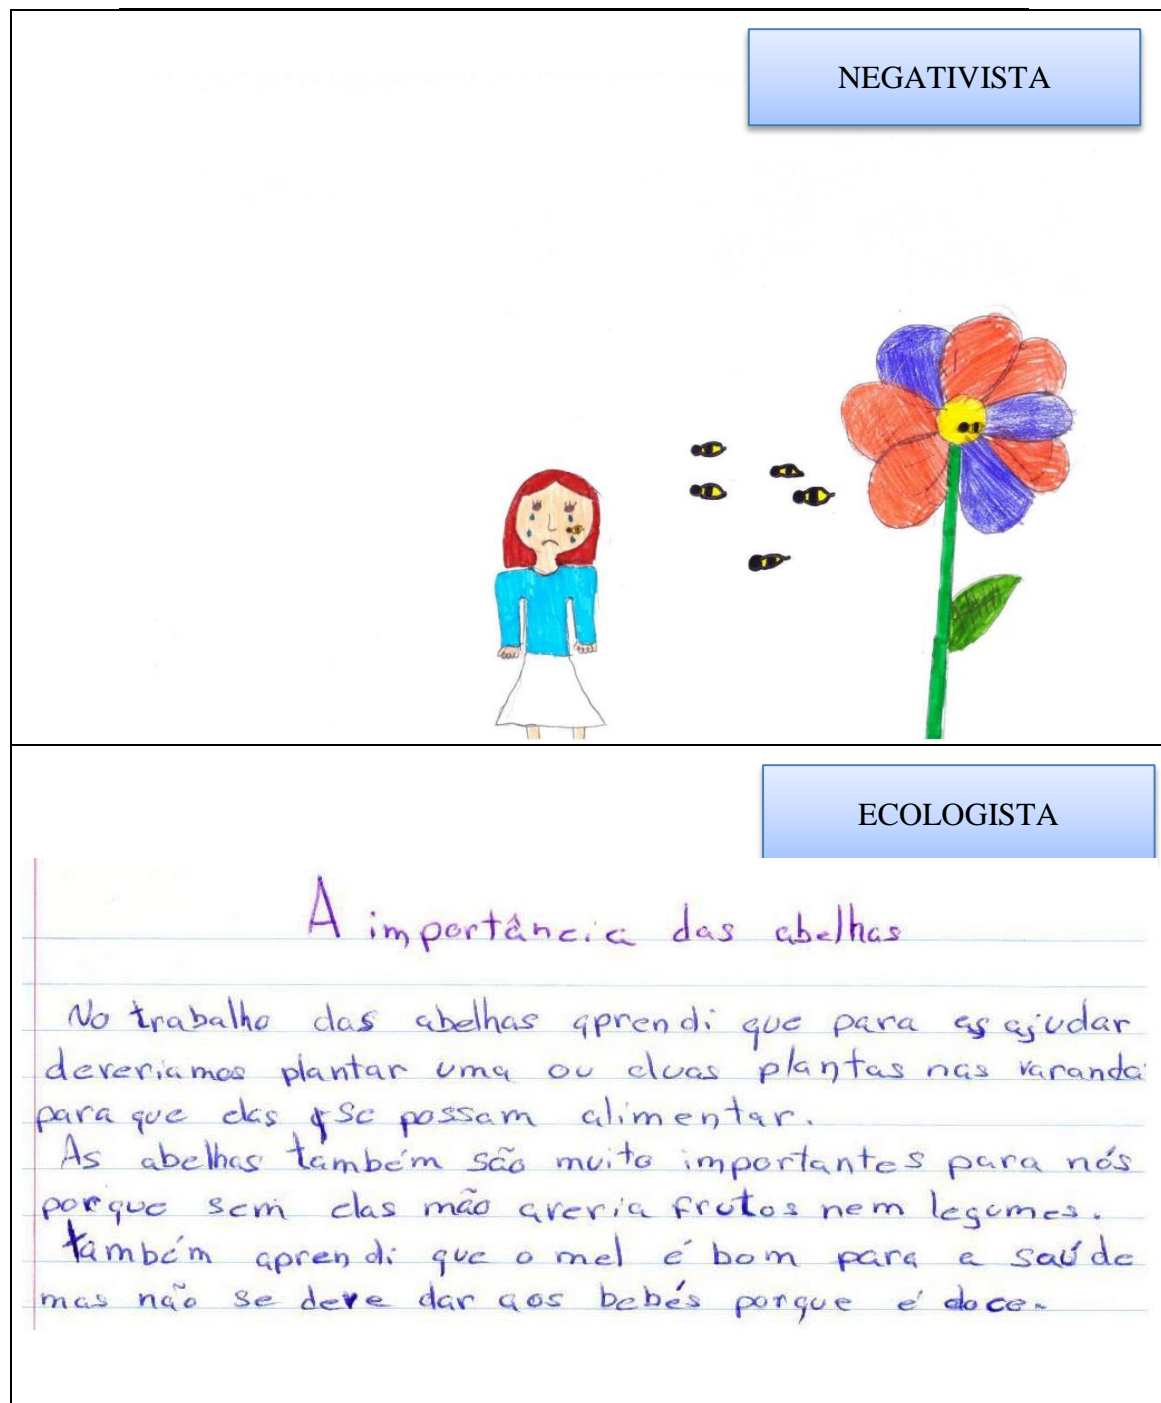 NEGATIVISTA
ECOLOGISTA
A importância das abelhas
No trabalho das abelhas aprendi que para as ajudar
deveriamos plantar uma ou duas plantas nas varanda
para que elas se possam alimentar.
As abelhas também são muito importantes para nós
porque sem elas mão averia frutos nem legumes.
também aprendi que o mel é bom para a saúde
mas não se deve dar aos bebés porque é doce.